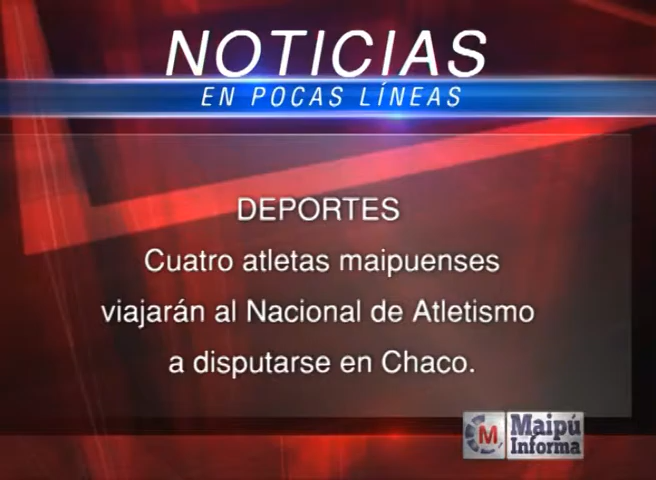 NOTICIAS
EN POCAS LÍNEAS
DEPORTES
Cuatro atletas maipuenses
viajarán al Nacional de Atletismo
a disputarse en Chaco.
M
Maipú
Informa